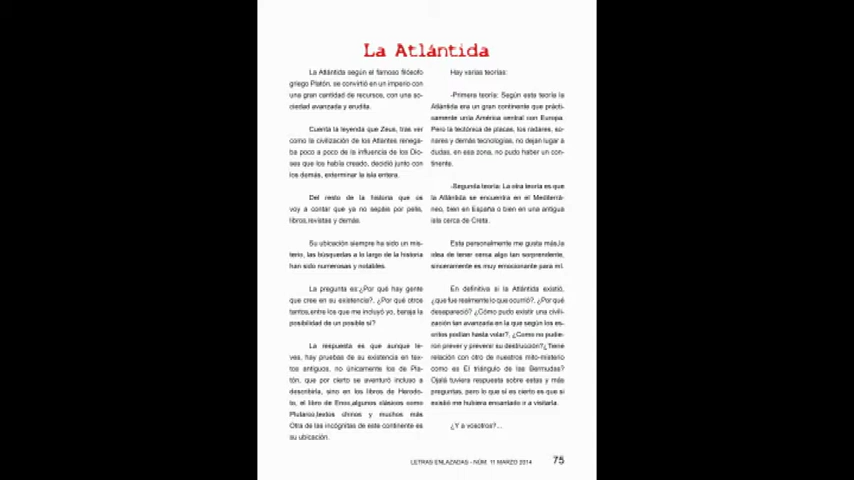 La Atlántida
La Atlántida según el famoso filósofo
griego Platón, se convirtió en un imperio con
una gran cantidad de recursos, con una so-
ciedad avanzada y erudita.
Cuenta la leyenda que Zeus, tras ver
como la civilización de los Atlantes renega-
ba poco a poco de la influencia de los Dio-
ses que los había creado, decidió junto con
los demás, exterminar la isla entera.
Del resto de la historia que os
voy a contar que ya no sepáis por pelis,
libros,revistas y demás.
Su ubicación siempre ha sido un mis-
terio, las búsquedas a lo largo de la historia
han sido numerosas y notables.
La pregunta es:¿Por qué hay gente
que cree en su existencia?, ¿Por qué otros
tantos,entre los que me incluyó yo, baraja la
posibilidad de un posible sí?
La respuesta es que aunque le-
ves, hay pruebas de su existencia en tex-
tos antiguos, no únicamente los de Pla-
tón, que por cierto se aventuró incluso a
describirla, sino en los libros de Herodo-
to, el libro de Enoc,algunos clásicos como
Plutarco,textos chinos y muchos más
Otra de las incógnitas de este continente es
su ubicación.
Hay varias teorías:
-Primera teoría: Según esta teoría la
Atlántida era un gran continente que prácti-
camente unía América central con Europa.
Pero la tectónica de placas, los radares, so-
nares y demás tecnologías, no dejan lugar a
dudas, en esa zona, no pudo haber un con-
tinente.
-Segunda teoría: La otra teoría es que
la Atlántida se encuentra en el Mediterrá-
neo, bien en España o bien en una antigua
isla cerca de Creta.
Esta personalmente me gusta más,la
idea de tener cerca algo tan sorprendente,
sinceramente es muy emocionante para mí.
En definitiva si la Atlántida existió,
¿que fue realmente lo que ocurrió?, ¿Por qué
desapareció? ¿Cómo pudo existir una civili-
zación tan avanzada en la que según los es-
critos podían hasta volar?, ¿Como no pudie-
ron prever y prevenir su destrucción?¿Tiene
relación con otro de nuestros mito-misterio
como es El triángulo de las Bermudas?
Ojalá tuviera respuesta sobre estas y más
preguntas, pero lo que sí es cierto es que si
existió me hubiera encantado ir a visitarla.
¿Y a vosotros?...
LETRAS ENLAZADAS - NÚM. 11 MARZO 2014 75